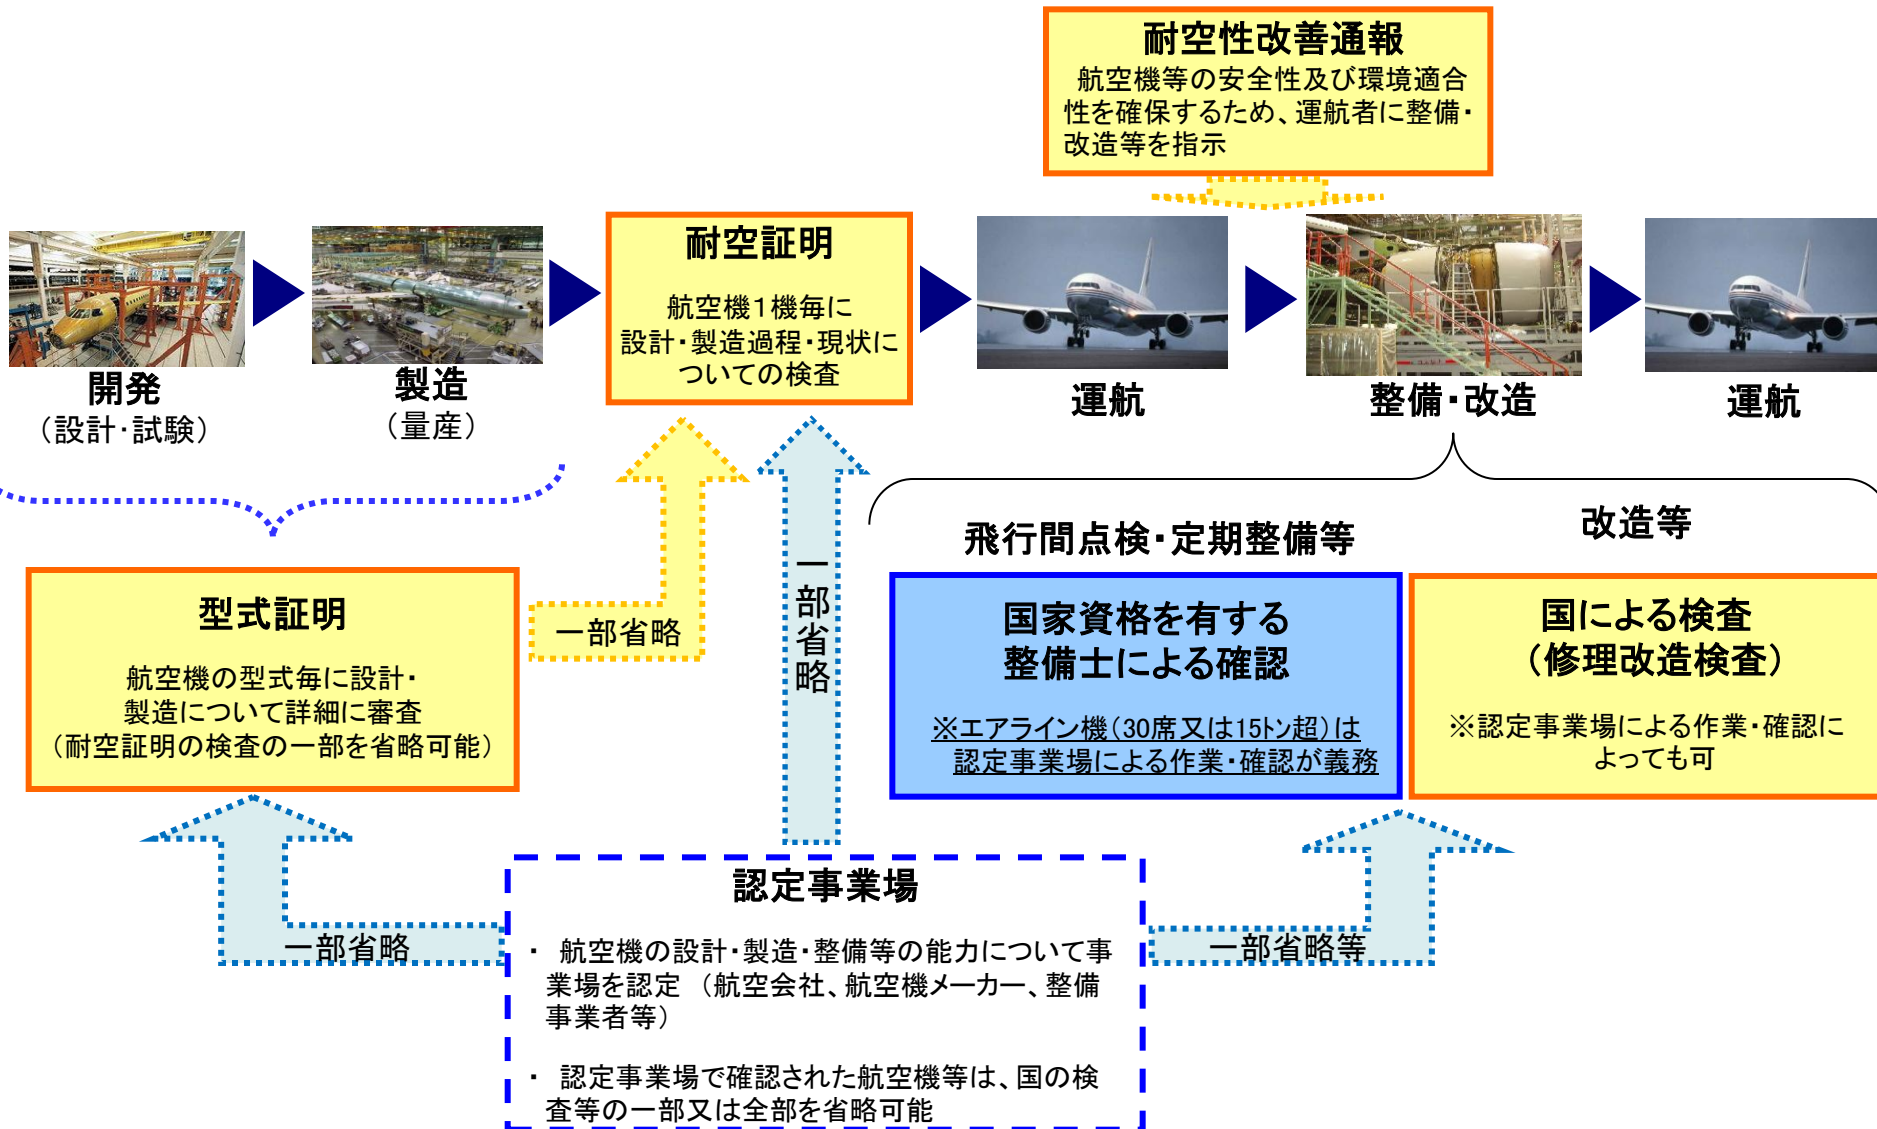 耐空性改善通報
航空機等の安全性及び環境適合
性を確保するため、運航者に整備・
改造等を指示
開発
（設計・試験）
製造
（量産）
耐空証明
航空機１機毎に
設計・製造過程・現状に
ついての検査
運航
整備・改造
運航
型式証明
航空機の型式毎に設計・
製造について詳細に審査
（耐空証明の検査の一部を省略可能）
一部省略
一部省略
飛行間点検・定期整備等
改造等
国家資格を有する
整備士による確認
※エアライン機（30席又は15トン超）は
認定事業場による作業・確認が義務
国による検査
（修理改造検査）
※認定事業場による作業・確認に
よっても可
一部省略
認定事業場
・ 航空機の設計・製造・整備等の能力について事
業場を認定 （航空会社、航空機メーカー、整備
事業者等）
・ 認定事業場で確認された航空機等は、国の検
査等の一部又は全部を省略可能
一部省略等